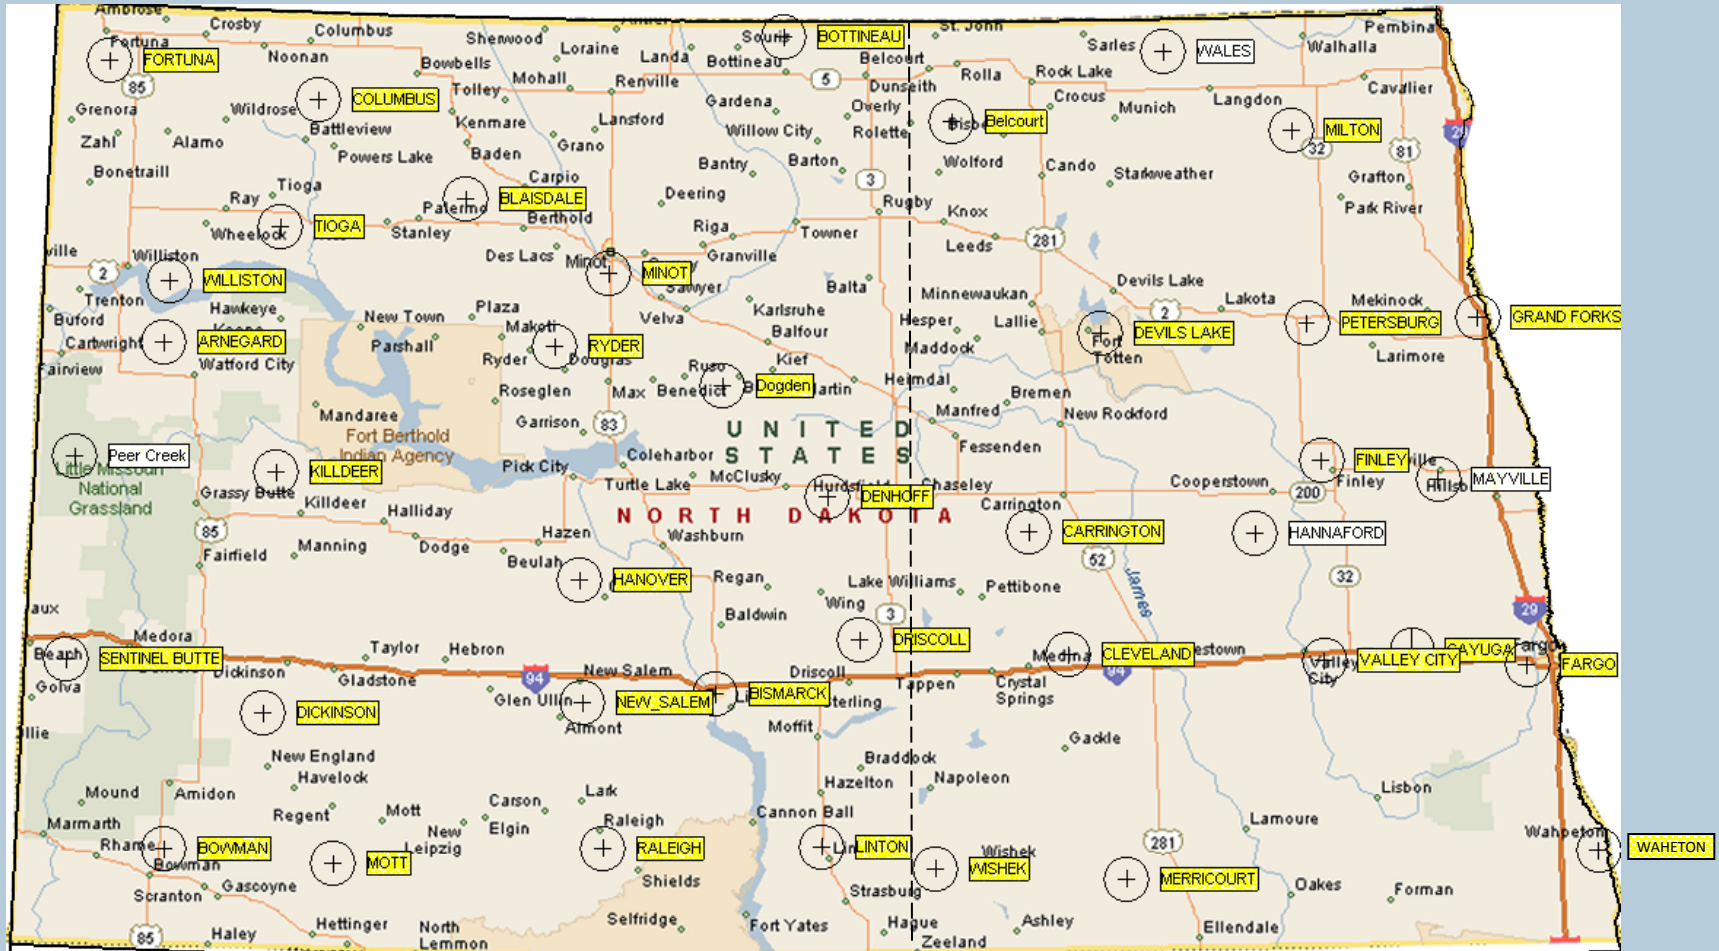 Ambrose
Crosby
Columbus
Sherwood
Souris
BOTTINEAU
St. John
Pembina
Fortuna
FORTUNA
Noonan
Bowbells
Loraine
Landa
Bottineau
Belcourt
Sarles
WALES
Walhalla
85
Mohall
Renville
5
Dunseith
Rolla
Rock Lake
Cavalier
Grenora
Wildrose
COLUMBUS
Tolley
Gardena
Overly
Crocus
Munich
Langdon
Zahl
Alamo
Battleview
Kenmare
Lansford
Willow City
Rolette
Belcourt
MILTON
29
Powers Lake
Baden
Grano
Bantry
Barton
Wolford
Cando
Starkweather
32
81
Bonetraill
Tioga
Carpio
Deering
3
Grafton
Ray
BLAISDALE
Palermo
Berthold
Rugby
Knox
Park River
Wheelock
TIOGA
Stanley
Riga
Towner
Leeds
281
Williston
Des Lacs
Minot
Granville
2
WILLISTON
MINOT
Sawyer
Balta
Minnewaukan
Devils Lake
Trenton
Hawkeye
Plaza
Velva
Karlsruhe
Lakota
Mekinock
Buford
New Town
Makoti
Balfour
Hesper
Lallie
2
PETERSBURG
GRAND FORKS
Cartwright
ARNEGARD
Parshall
Ryder
RYDER
Douglas
Maddock
DEVILS LAKE
Fort
Totten
Larimore
Fairview
Watford City
Roseglen
Max
Ruso
Kief
Benedict
Dogden
Martin
Heimdal
Bremen
Mandaree
Garrison
83
Manfred
New Rockford
Fort Berthold
Indian Agency
UNITED
STATES
Fessenden
Peer Creek
Little Missouri
National
Grassland
KILLDEER
Pick City
Coleharbor
McClusky
FINLEY
Finley
MAYVILLE
Grassy Butte
Killdeer
Turtle Lake
Hurdsfield
DENHOFF
Chaseley
Cooperstown
200
Halliday
NORTH DAKOTA
Carrington
CARRINGTON
HANNAFORD
85
Hazen
Washburn
Fairfield
Manning
Dodge
Beulah
52
HANOVER
Regan
Lake Williams
Pettibone
James
32
Wing
Baldwin
3
29
DRISCOLL
Medora
Taylor
Hebron
Beach
SENTINEL BUTTE
Dickinson
Gladstone
94
New Salem
Driscoll
Medina
CLEVELAND
94
Valley
City
VALLEY CITY
CAYUGA
Fargo
FARGO
Golva
Glen Ullin
NEW_SALEM
BISMARCK
Sterling
Tappen
Crystal
Springs
DICKINSON
Almont
Moffit
Gackle
New England
Havelock
Braddock
Mound
Amidon
Regent
Mott
Carson
Lark
Hazelton
Napoleon
Lisbon
Marmarth
New
Leipzig
Elgin
Raleigh
Cannon Ball
Lamoure
Wahpeton
Rhame
BOWMAN
Bowman
MOTT
RALEIGH
LINTON
Wishek
WISHEK
281
MERRICOURT
WAHETON
Scranton
Gascoyne
Shields
Strasburg
Oakes
Forman
85
Haley
Hettinger
North
Lemmon
Selfridge
Fort Yates
Hague
Zeeland
Ashley
Ellendale